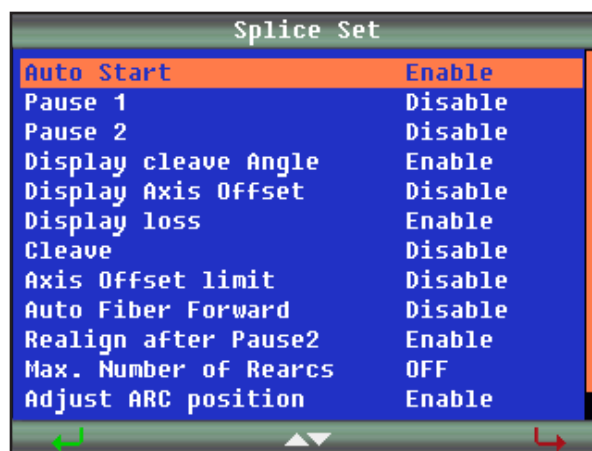 Splice Set
Auto Start Enable
Pause 1 Disable
Pause 2 Disable
Display cleave Angle Enable
Display Axis Offset Disable
Display loss Enable
Cleave Disable
Axis Offset limit Disable
Auto Fiber Forward Disable
Realign after Pause2 Enable
Max. Number of Rearcs OFF
Adjust ARC position Enable